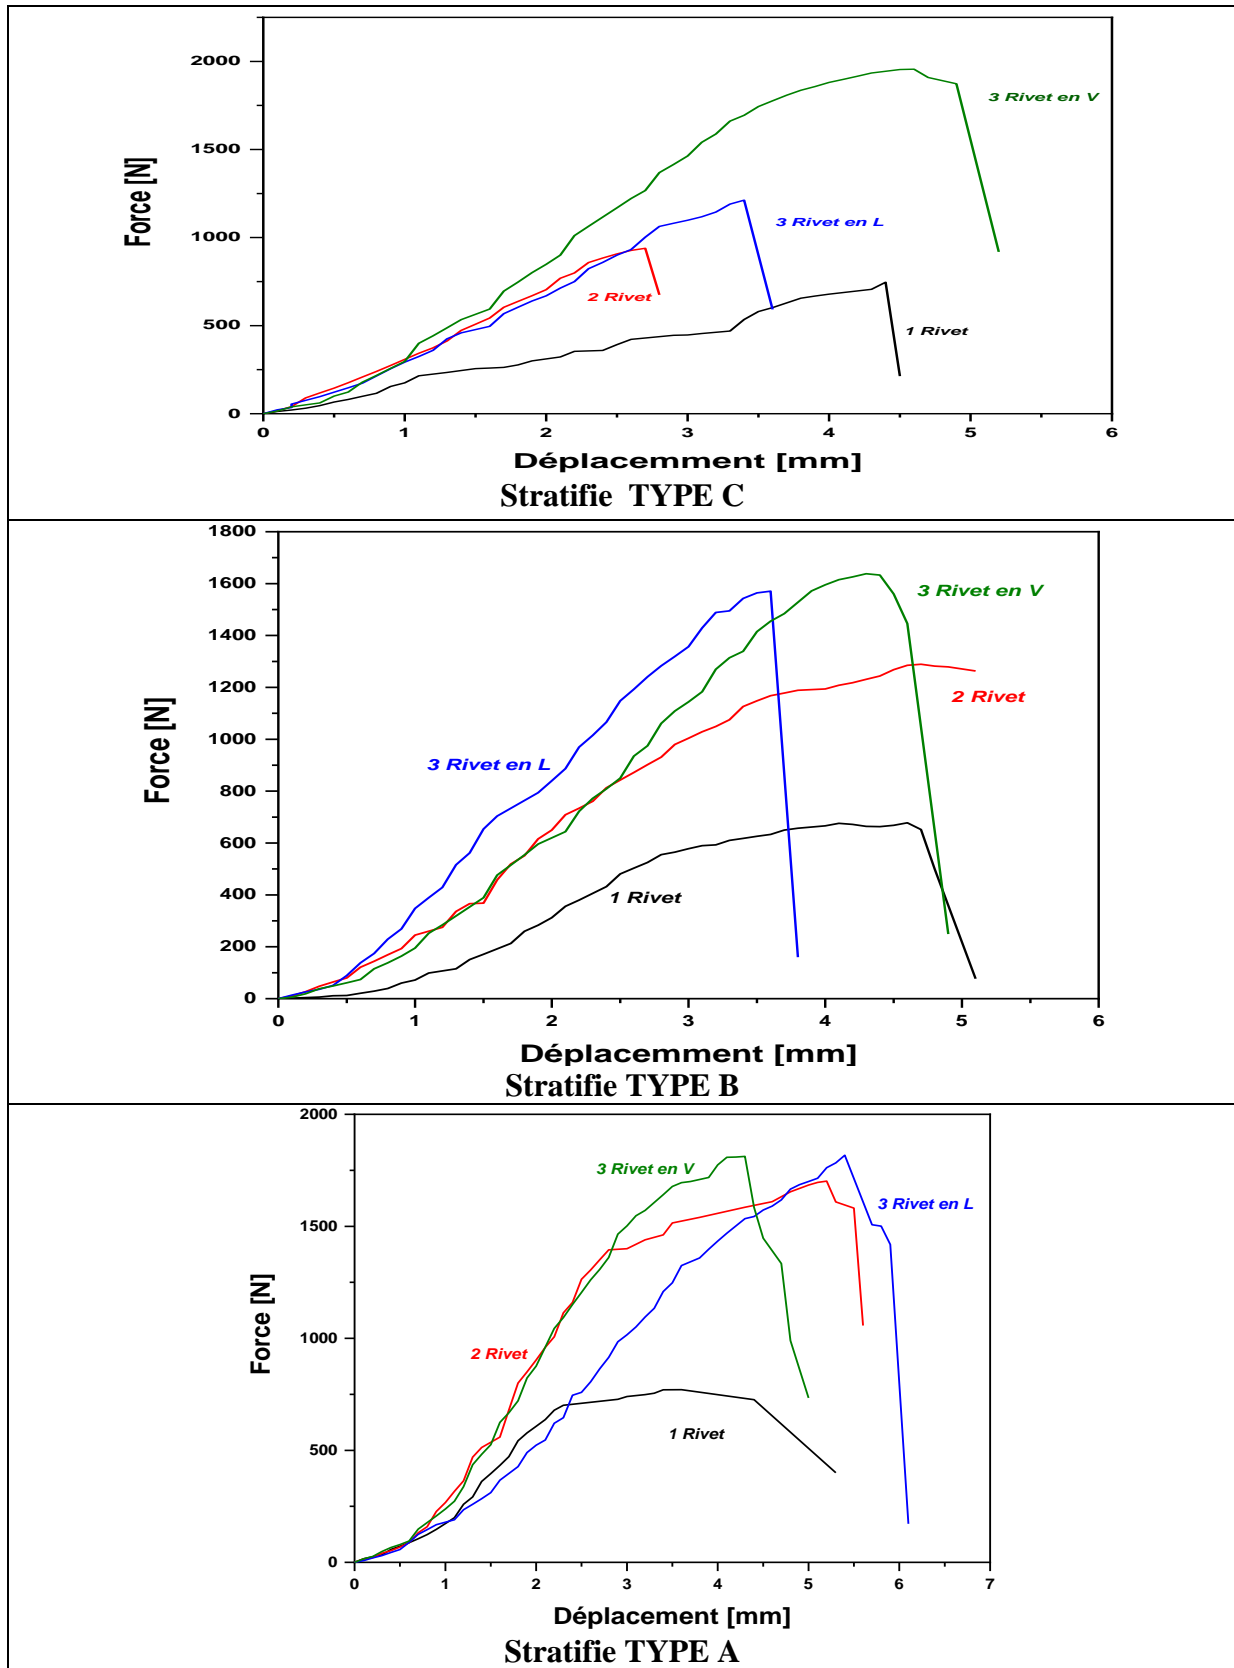 2000
1500
1000
500
0
Force [N]
3 Rivet en V
3 Rivet en L
2 Rivet
1 Rivet
0 1 2 3 4 5 6
Déplacemment [mm]
Stratifie TYPE C
1800
1600
1400
1200
1000
800
600
400
200
0
Force [N]
3 Rivet en V
2 Rivet
3 Rivet en L
1 Rivet
0 1 2 3 4 5 6
Déplacemment [mm]
Stratifie TYPE B
2000
1500
1000
500
0
Force [N]
3 Rivet en V
3 Rivet en L
2 Rivet
1 Rivet
0 1 2 3 4 5 6 7
Déplacement [mm]
Stratifie TYPE A